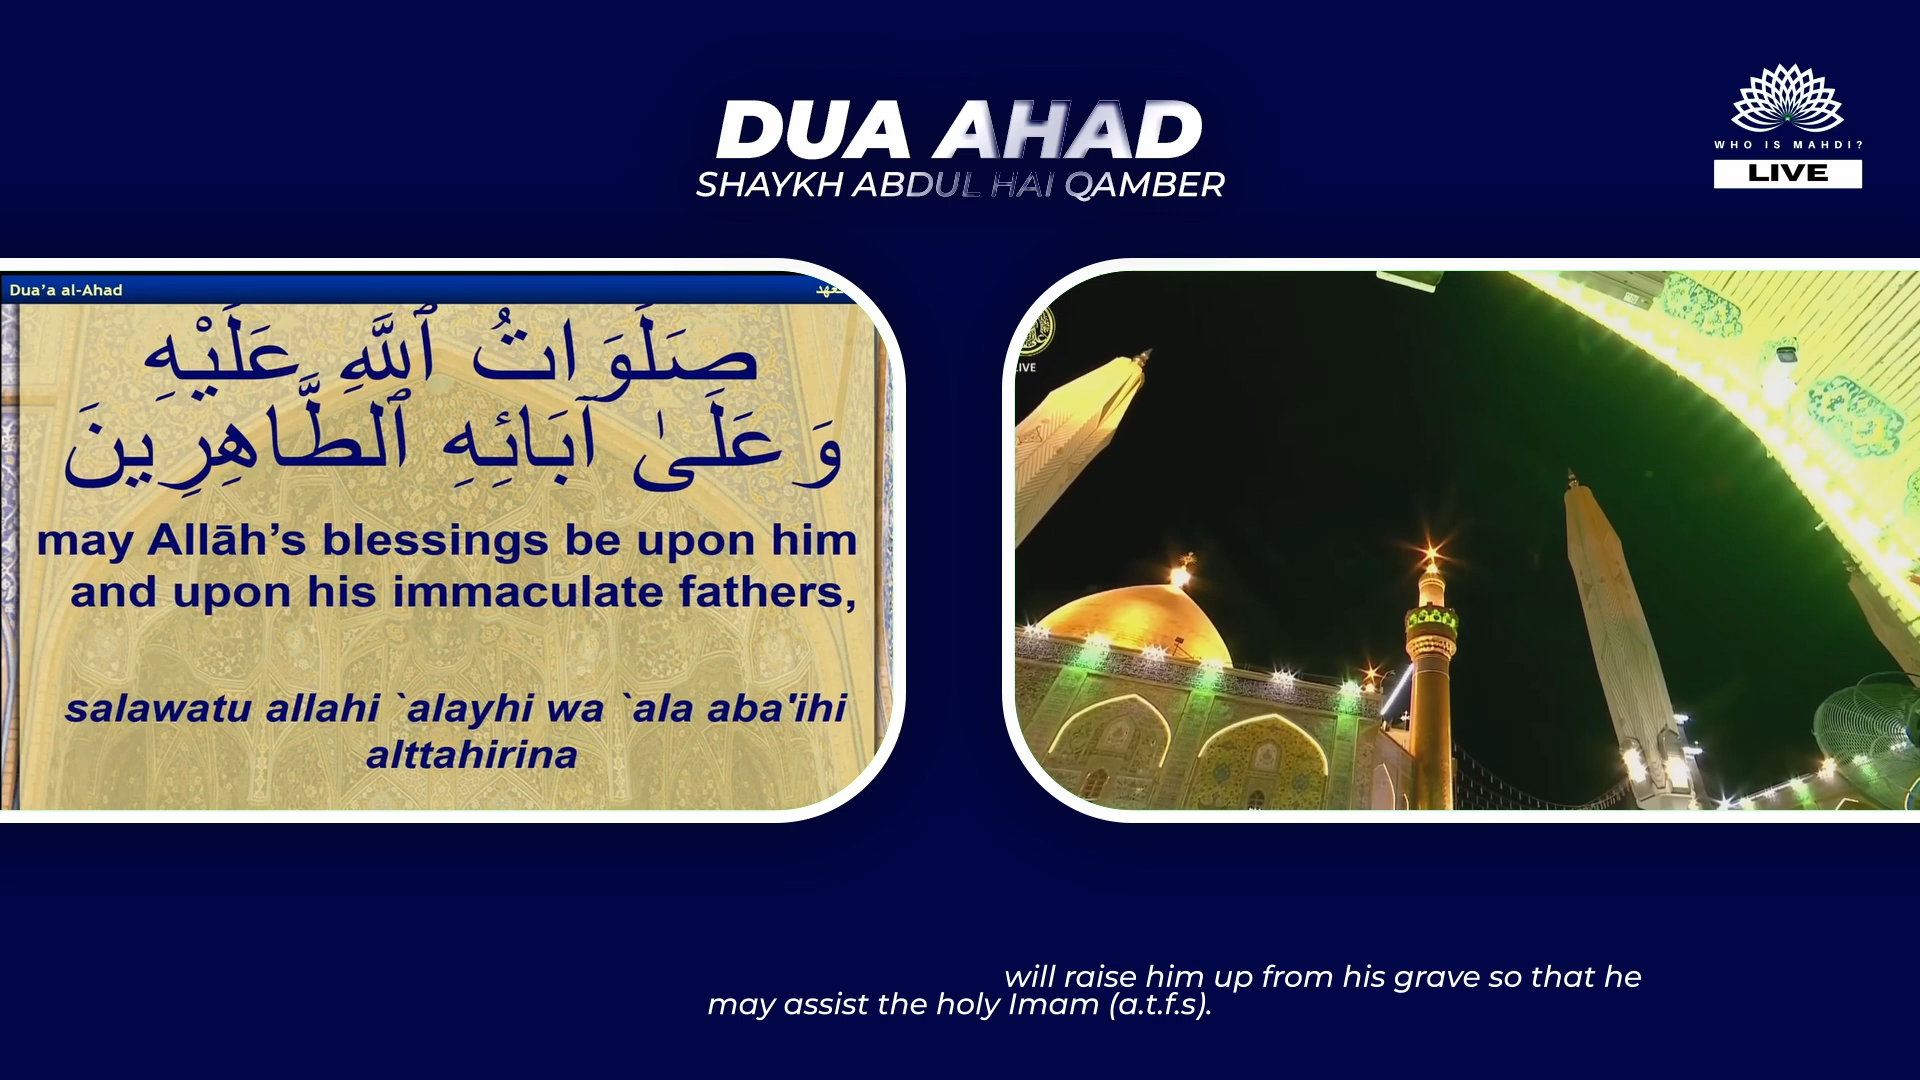 DUA AHAD
SHAYKH ABDUL HAI QAMBER
WHO IS MAHDI?
LIVE
Dua'a al-Ahad
صَلَوَاتُ ٱللَّهِ عَلَيْهِ
وَعَلَىٰ آبَائِهِ ٱلطَّاهِرِينَ
may Allāh’s blessings be upon him
and upon his immaculate fathers,
salawatu allahi `alayhi wa `ala aba'ihi
alttahirina
will raise him up from his grave so that he
may assist the holy Imam (a.t.f.s).